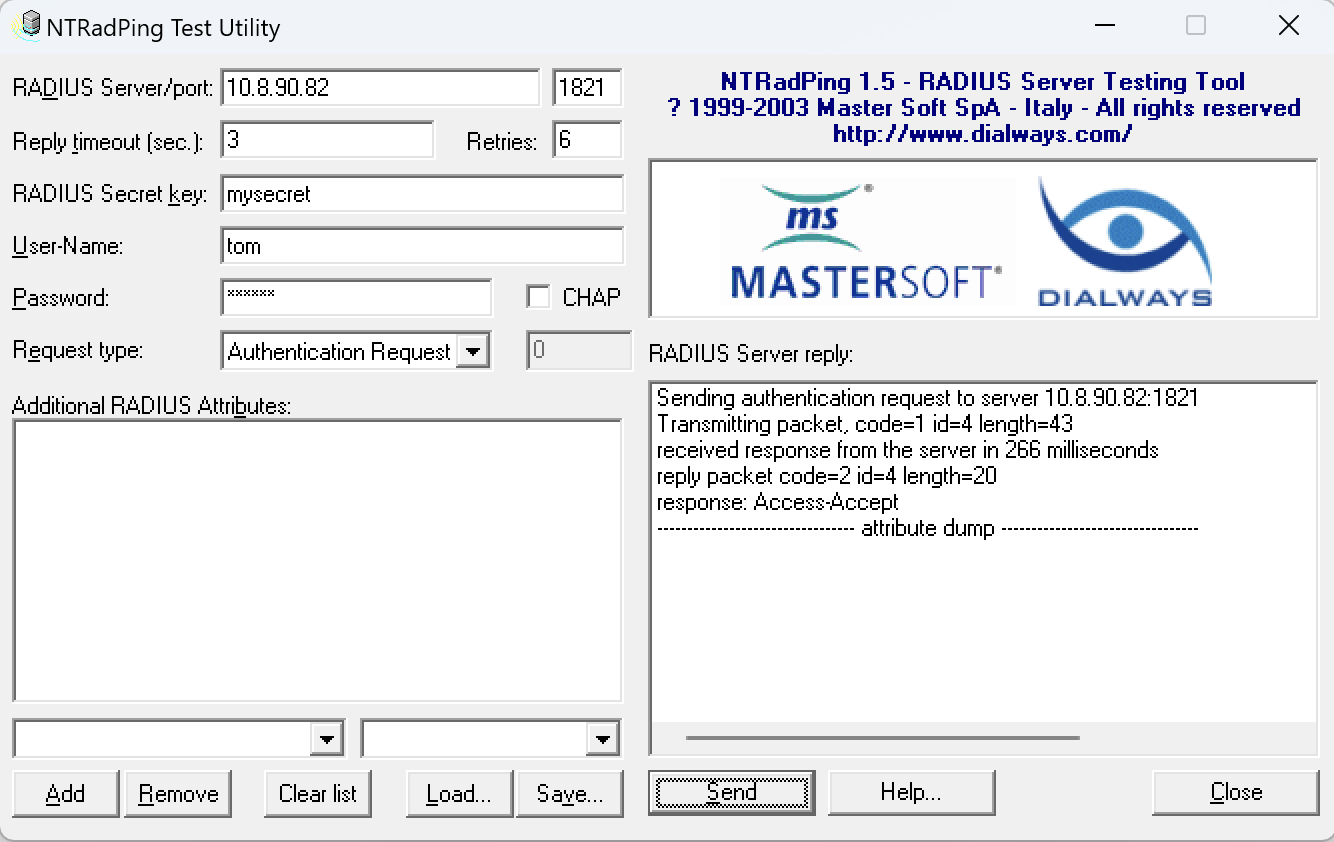 NTRadPing Test Utility
RADIUS Server/port: 10.8.90.82 1821
Reply timeout (sec.): 3 Retries: 6
RADIUS Secret key: mysecret
User-Name: tom
Password: ****** CHAP
Request type: Authentication Request 0
Additional RADIUS Attributes:
Add Remove Clear list Load... Save...
NTRadPing 1.5 - RADIUS Server Testing Tool
? 1999-2003 Master Soft SpA - Italy - All rights reserved
http://www.dialways.com/
ms®
MASTERSOFT®
DIALWAYS
RADIUS Server reply:
Sending authentication request to server 10.8.90.82:1821
Transmitting packet, code=1 id=4 length=43
received response from the server in 266 milliseconds
reply packet code=2 id=4 length=20
response: Access-Accept
--------------------------------- attribute dump ---------------------------------
Send Help... Close